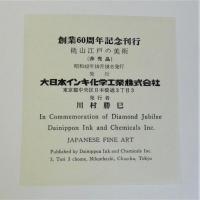 創業60周年記念刊行
桃山江戸の美術
(非売品)
昭和43年10月10日発行
発行
大日本インキ化学工業株式会社
東京都中央区日本橋通3丁目3
発行者
川村勝巳
In Commemoration of Diamond Jubilee
Dainippon Ink and Chemicals Inc.
JAPANESE FINE ART
Published by Dainippon Ink and Chemicals Inc.
3, Tori 3 chome, Nihonbashi, Chuoku, Tokyo